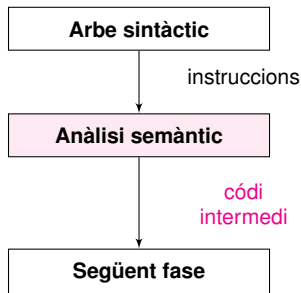 Arbe sintàctic
instruccions
Anàlisi semàntic
códi
intermedi
Següent fase